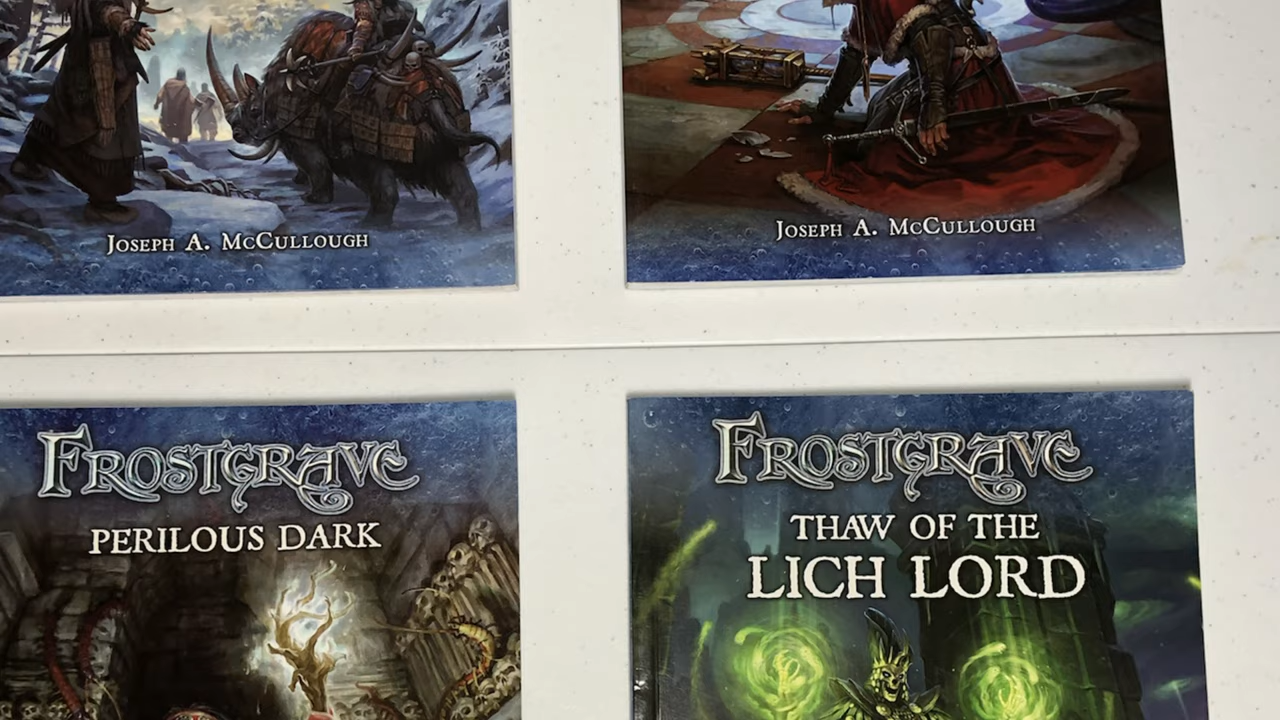 Joseph A. McCullough
Joseph A. McCullough
FROSTGRAVE
PERILOUS DARK
FROSTGRAVE
THAW OF THE
LICH LORD